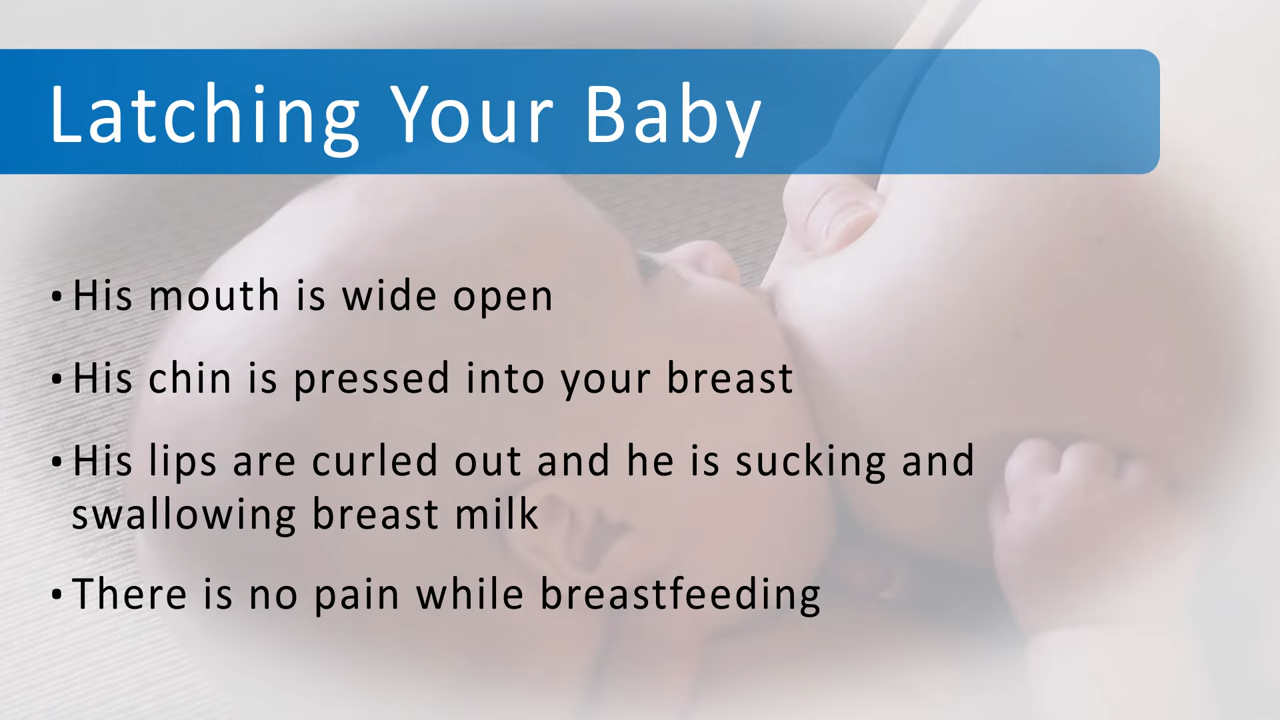 Latching Your Baby
• His mouth is wide open
• His chin is pressed into your breast
• His lips are curled out and he is sucking and
swallowing breast milk
• There is no pain while breastfeeding